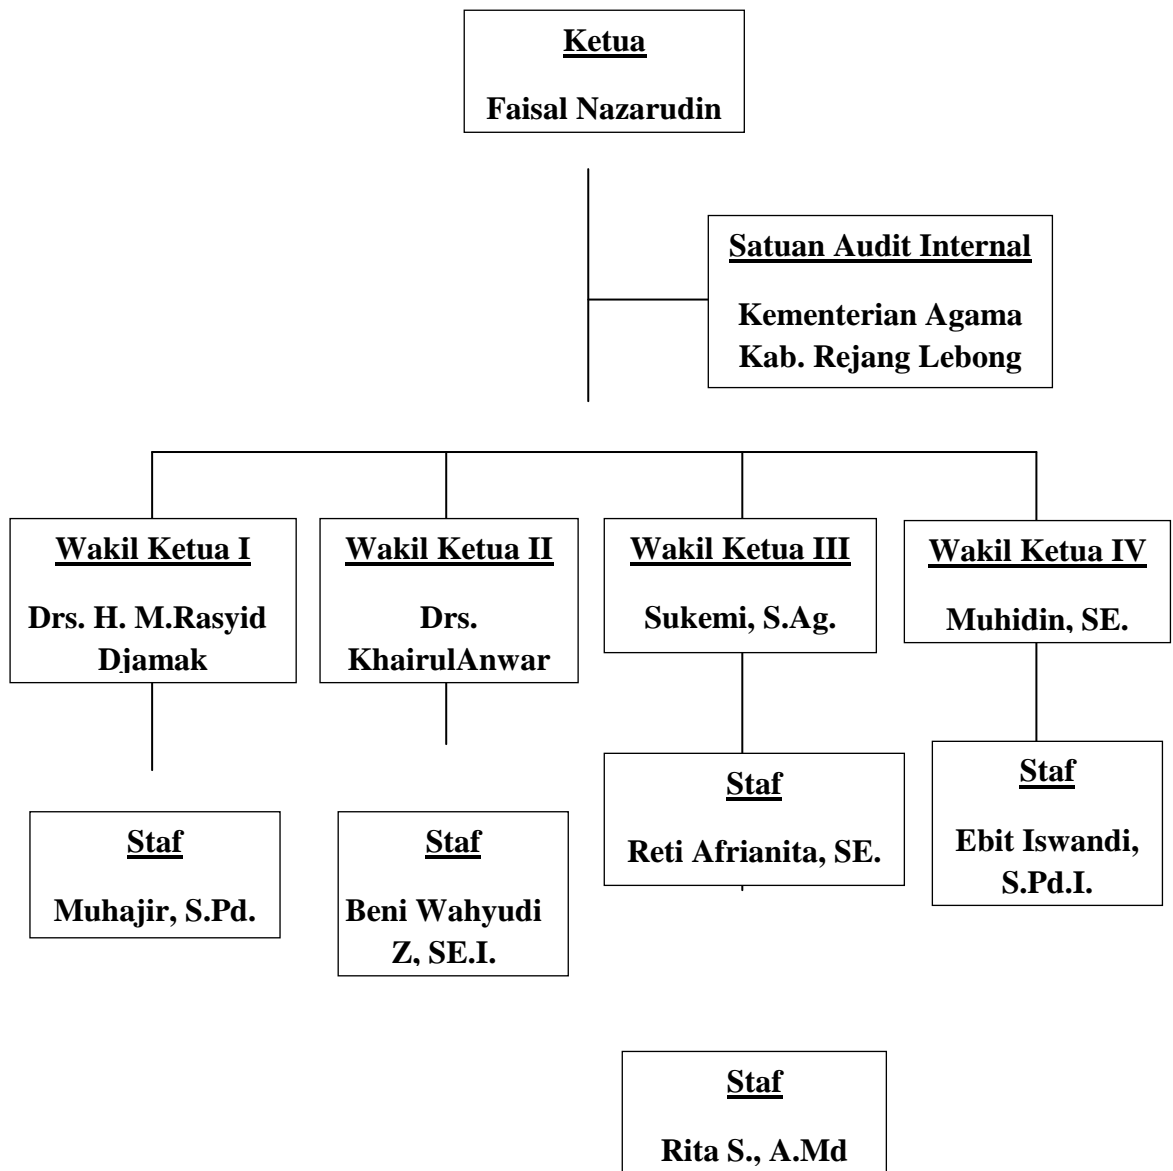 Ketua
Faisal Nazarudin
Satuan Audit Internal
Kementerian Agama
Kab. Rejang Lebong
Wakil Ketua I
Drs. H. M.Rasyid
Djamak
Wakil Ketua II
Drs.
KhairulAnwar
Wakil Ketua III
Sukemi, S.Ag.
Wakil Ketua IV
Muhidin, SE.
Staf
Muhajir, S.Pd.
Staf
Beni Wahyudi
Z, SE.I.
Staf
Reti Afrianita, SE.
Staf
Ebit Iswandi,
S.Pd.I.
Staf
Rita S., A.Md